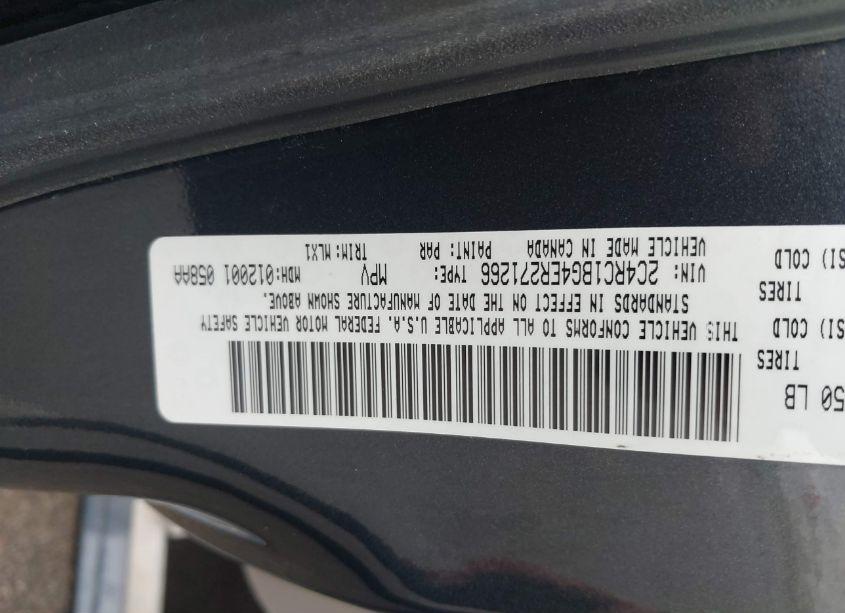 50 LB
TIRES
SI) COLD
TIRES
SI) COLD
THIS VEHICLE CONFORMS TO ALL APPLICABLE U.S.A. FEDERAL MOTOR VEHICLE SAFETY
STANDARDS IN EFFECT ON THE DATE OF MANUFACTURE SHOWN ABOVE.
VIN: 2C4RC1BG4ER271266 TYPE: MPV MDH:012001 058AA
VEHICLE MADE IN CANADA PAINT: PAR TRIM:MLX1